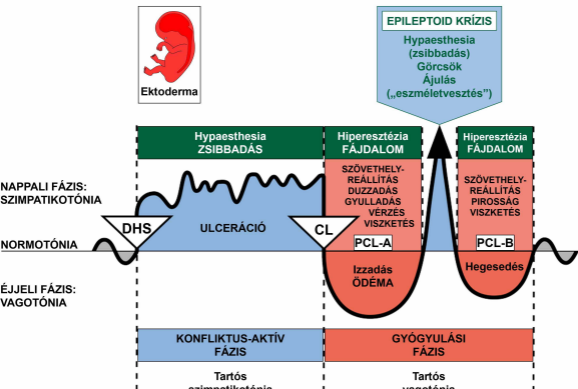 EPILEPTOID KRÍZIS
Hypaesthesia
(zsibbadás)
Görcsök
Ájulás
(„eszméletvesztés”)
Ektoderma
Hypaesthesia
ZSIBBADÁS
Hiperesztézia
FÁJDALOM
Hiperesztézia
FÁJDALOM
NAPPALI FÁZIS:
SZIMPATIKOTÓNIA
SZÖVETHELY-
REÁLLÍTÁS
DUZZADÁS
GYULLADÁS
VÉRZÉS
VISZKETÉS
SZÖVETHELY-
REÁLLÍTÁS
PIROSSÁG
VISZKETÉS
DHS
ULCERÁCIÓ
CL
NORMOTÓNIA
PCL-A
PCL-B
ÉJJELI FÁZIS:
VAGOTÓNIA
Izzadás
ÖDÉMA
Hegesedés
KONFLIKTUS-AKTÍV
FÁZIS
GYÓGYULÁSI
FÁZIS
Tartós
szimpatikotónia
Tartós
vagotónia